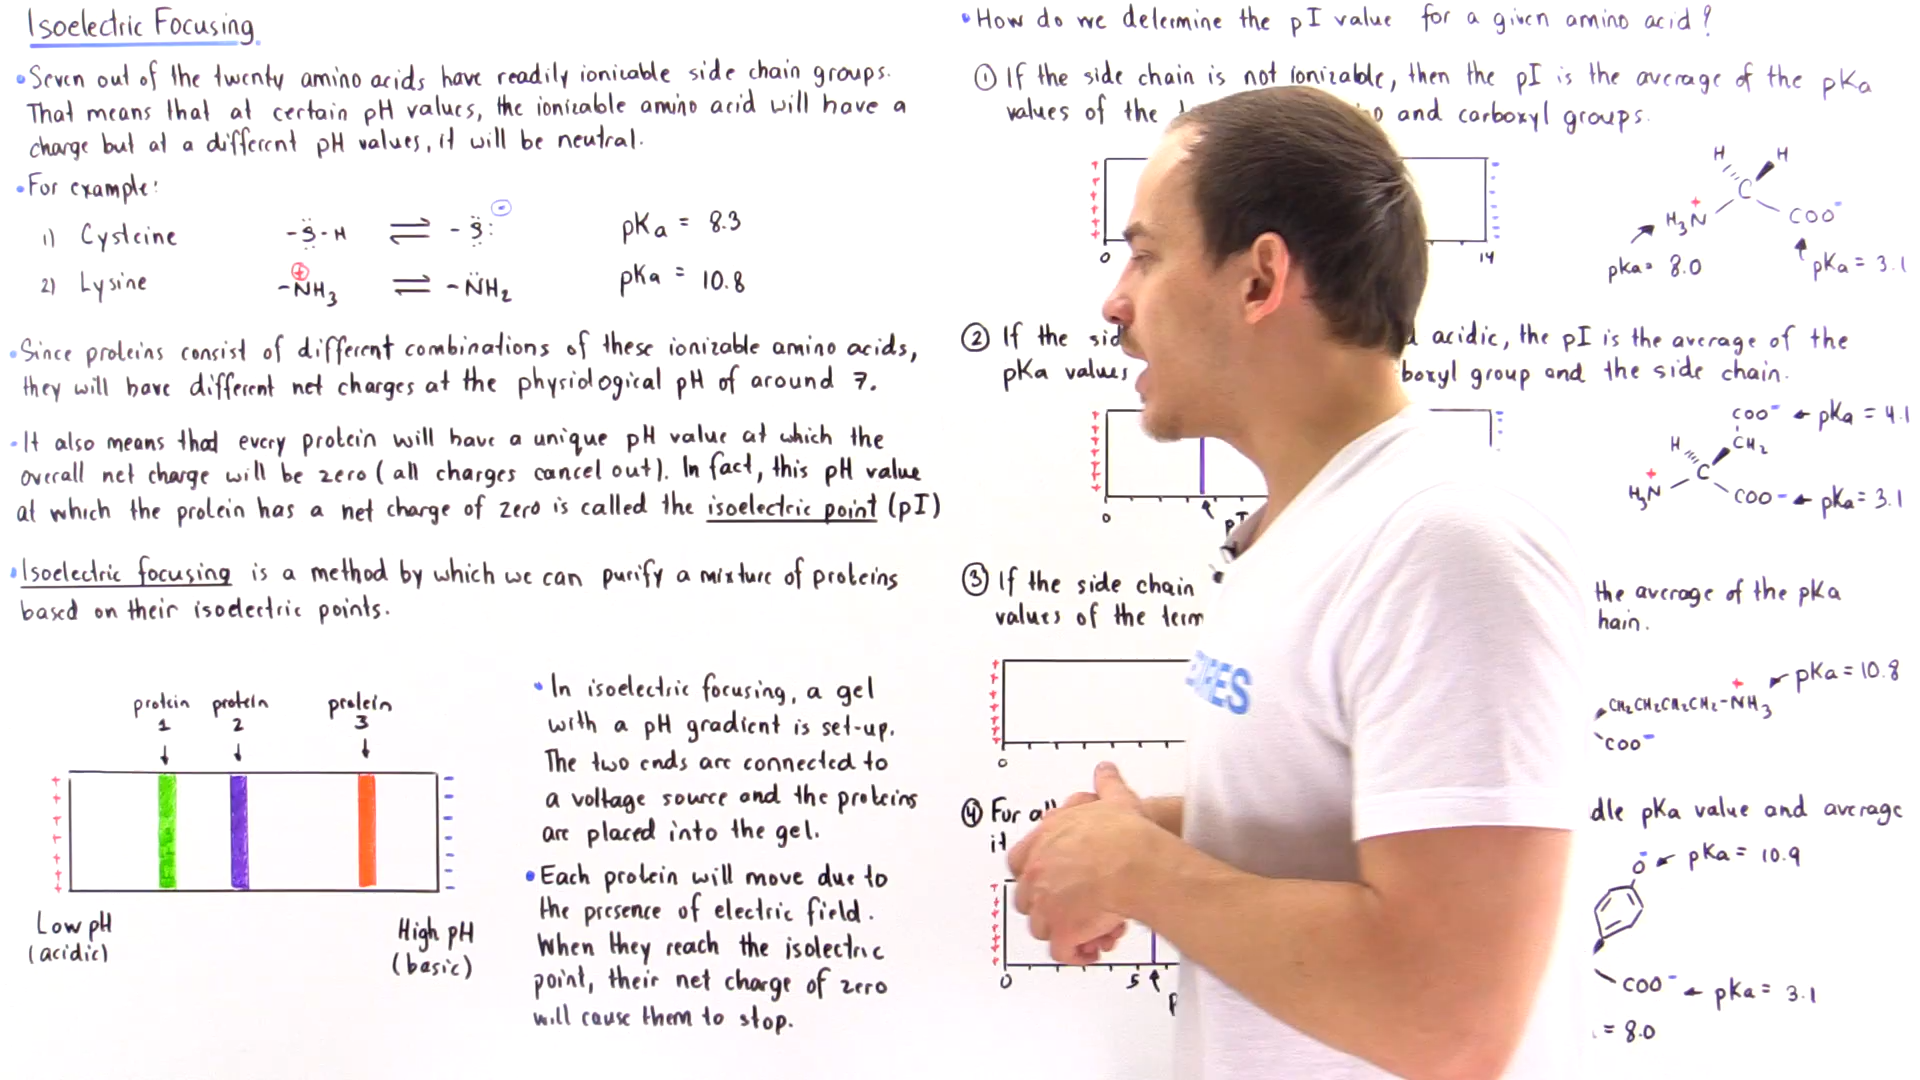 Isoelectric Focusing
• Seven out of the twenty amino acids have readily ionizable side chain groups.
That means that at certain pH values, the ionizable amino acid will have a
charge but at a different pH values, it will be neutral.
• For example:
1) Cysteine -S-H ⇌ -S: - pKa = 8.3
2) Lysine -NH3 + ⇌ -NH2 pKa = 10.8
• Since proteins consist of different combinations of these ionizable amino acids,
they will have different net charges at the physiological pH of around 7.
• It also means that every protein will have a unique pH value at which the
overall net charge will be zero (all charges cancel out). In fact, this pH value
at which the protein has a net charge of zero is called the isoelectric point (pI)
• Isoelectric focusing is a method by which we can purify a mixture of proteins
based on their isoelectric points.
protein 1 protein 2 protein 3
Low pH
(acidic)
High pH
(basic)
• In isoelectric focusing, a gel
with a pH gradient is set-up.
The two ends are connected to
a voltage source and the proteins
are placed into the gel.
• Each protein will move due to
the presence of electric field.
When they reach the isolectric
point, their net charge of zero
will cause them to stop.
• How do we determine the pI value for a given amino acid?
① If the side chain is not ionizable, then the pI is the average of the pKa
values of the and carboxyl groups.
0 14
H H
C
H3N + COO-
pKa = 8.0 pKa = 3.1
② If the acidic, the pI is the average of the
pKa values group and the side chain.
0 pI
COO- ← pKa = 4.1
H CH2
C
H3N + COO- ← pKa = 3.1
③ If the side chain the average of the pKa
values of the
0
CH2CH2CH2CH2-NH3 + pKa = 10.8
COO-
④ For pKa value and average
it
0 5
O- ← pKa = 10.9
COO- ← pKa = 3.1
= 8.0